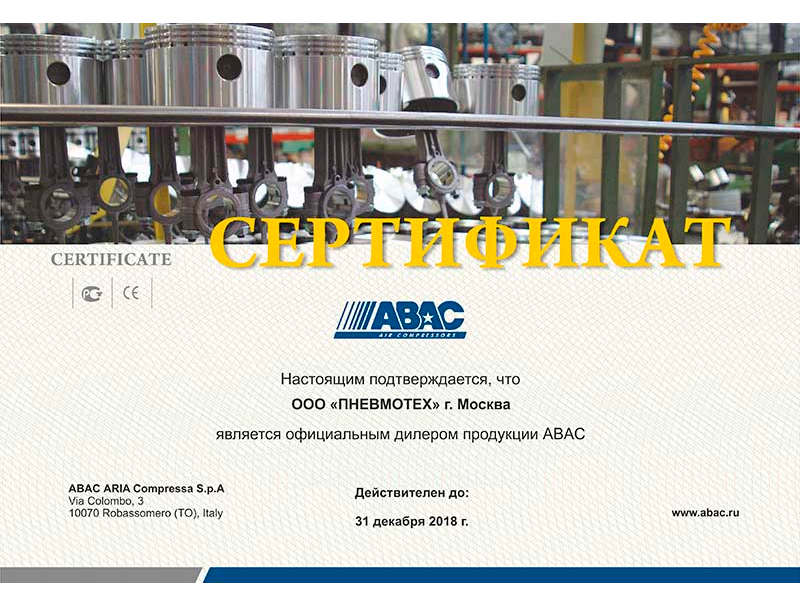 СЕРТИФИКАТ
CERTIFICATE
РС CE
ABAC
AIR COMPRESSORS
Настоящим подтверждается, что
ООО «ПНЕВМОТЕХ» г. Москва
является официальным дилером продукции ABAC
ABAC ARIA Compressa S.p.A
Via Colombo, 3
10070 Robassomero (TO), Italy
Действителен до:
31 декабря 2018 г.
www.abac.ru